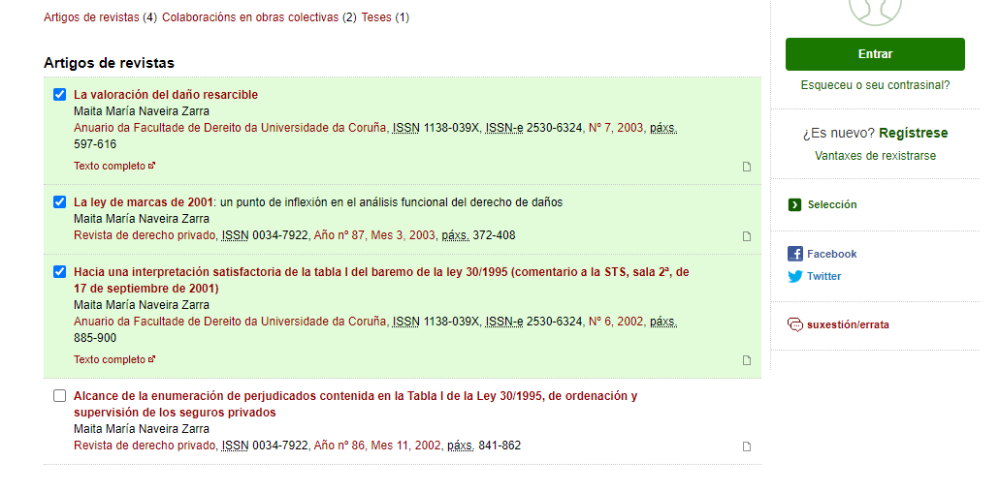 Artigos de revistas (4) Colaboracións en obras colectivas (2) Teses (1)
Artigos de revistas
La valoración del daño resarcible
Maita María Naveira Zarra
Anuario da Facultade de Dereito da Universidade da Coruña, ISSN 1138-039X, ISSN-e 2530-6324, Nº 7, 2003, páxs.
597-616
Texto completo
La ley de marcas de 2001: un punto de inflexión en el análisis funcional del derecho de daños
Maita María Naveira Zarra
Revista de derecho privado, ISSN 0034-7922, Año nº 87, Mes 3, 2003, páxs. 372-408
Hacia una interpretación satisfactoria de la tabla I del baremo de la ley 30/1995 (comentario a la STS, sala 2ª, de
17 de septiembre de 2001)
Maita María Naveira Zarra
Anuario da Facultade de Dereito da Universidade da Coruña, ISSN 1138-039X, ISSN-e 2530-6324, Nº 6, 2002, páxs.
885-900
Texto completo
Alcance de la enumeración de perjudicados contenida en la Tabla I de la Ley 30/1995, de ordenación y
supervisión de los seguros privados
Maita María Naveira Zarra
Revista de derecho privado, ISSN 0034-7922, Año nº 86, Mes 11, 2002, páxs. 841-862
Entrar
Esqueceu o seu contrasinal?
¿Es nuevo? Regístrese
Vantaxes de rexistrarse
Selección
Facebook
Twitter
suxestión/errata